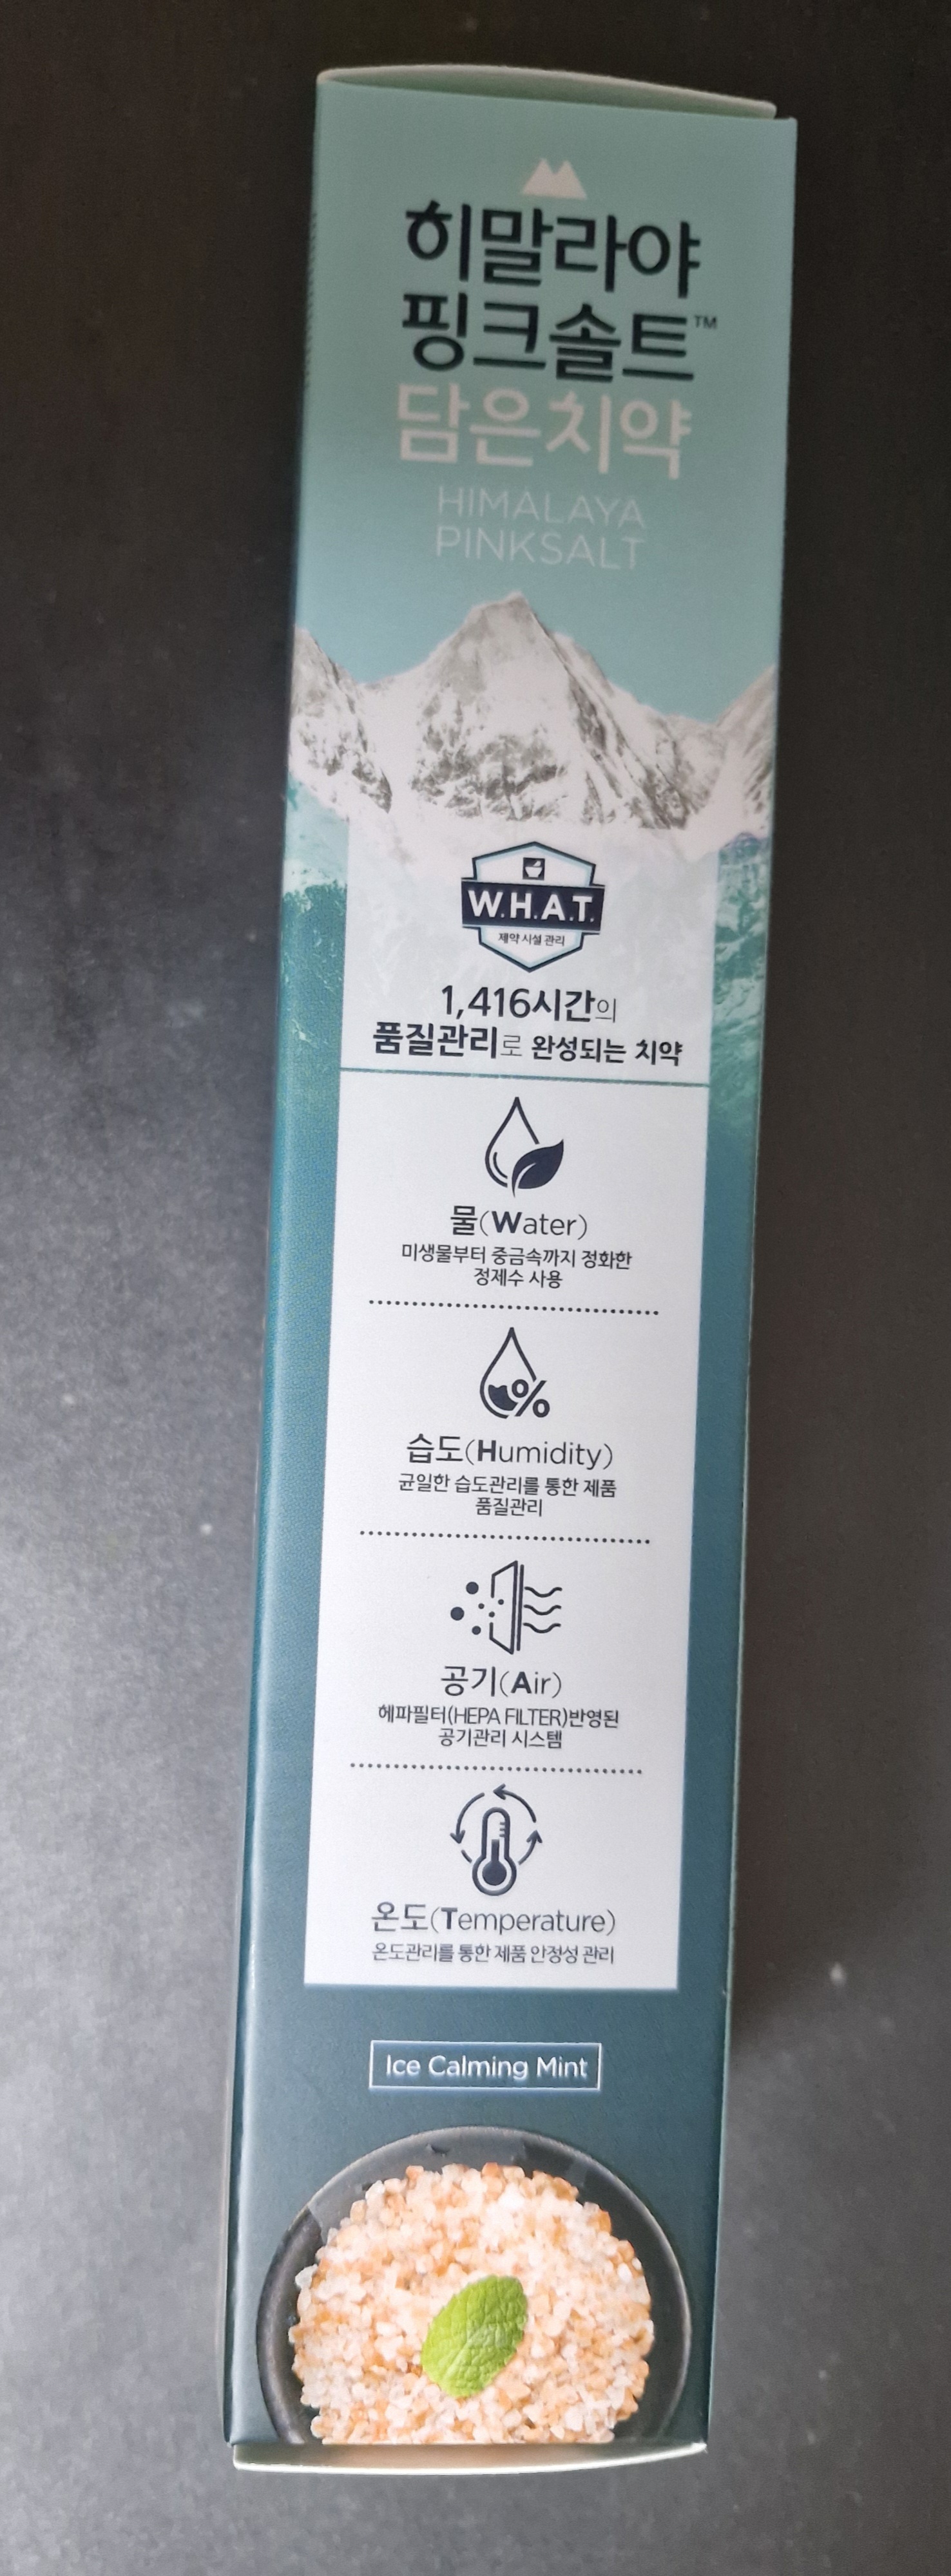 히말라야
핑크솔트™
담은치약
HIMALAYA
PINKSALT
W.H.A.T.
제약 시설 관리
1,416시간의
품질관리로 완성되는 치약
물(Water)
미생물부터 중금속까지 정화한
정제수 사용
%
습도(Humidity)
균일한 습도관리를 통한 제품
품질관리
공기(Air)
헤파필터(HEPA FILTER)반영된
공기관리 시스템
온도(Temperature)
온도관리를 통한 제품 안정성 관리
Ice Calming Mint